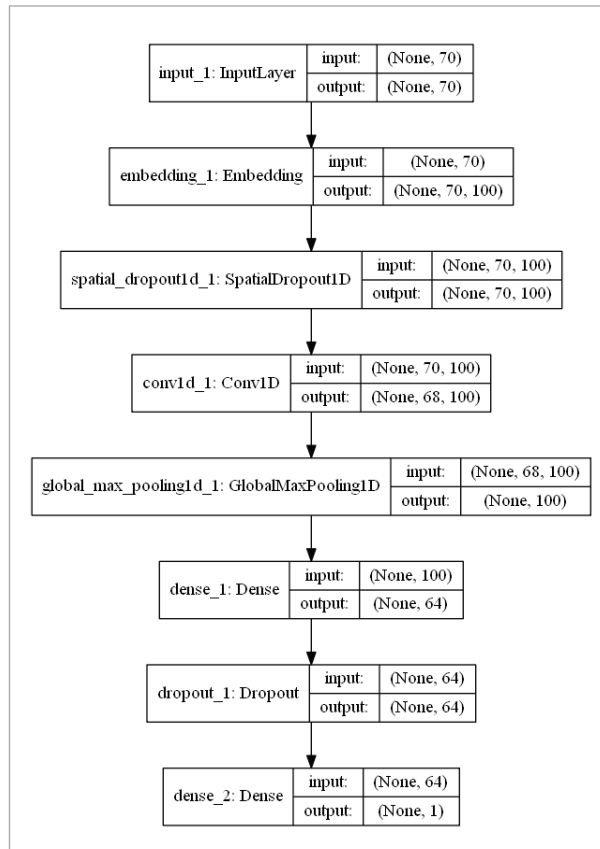 input_1: InputLayer
input: (None, 70)
output: (None, 70)
embedding_1: Embedding
input: (None, 70)
output: (None, 70, 100)
spatial_dropout1d_1: SpatialDropout1D
input: (None, 70, 100)
output: (None, 70, 100)
conv1d_1: Conv1D
input: (None, 70, 100)
output: (None, 68, 100)
global_max_pooling1d_1: GlobalMaxPooling1D
input: (None, 68, 100)
output: (None, 100)
dense_1: Dense
input: (None, 100)
output: (None, 64)
dropout_1: Dropout
input: (None, 64)
output: (None, 64)
dense_2: Dense
input: (None, 64)
output: (None, 1)